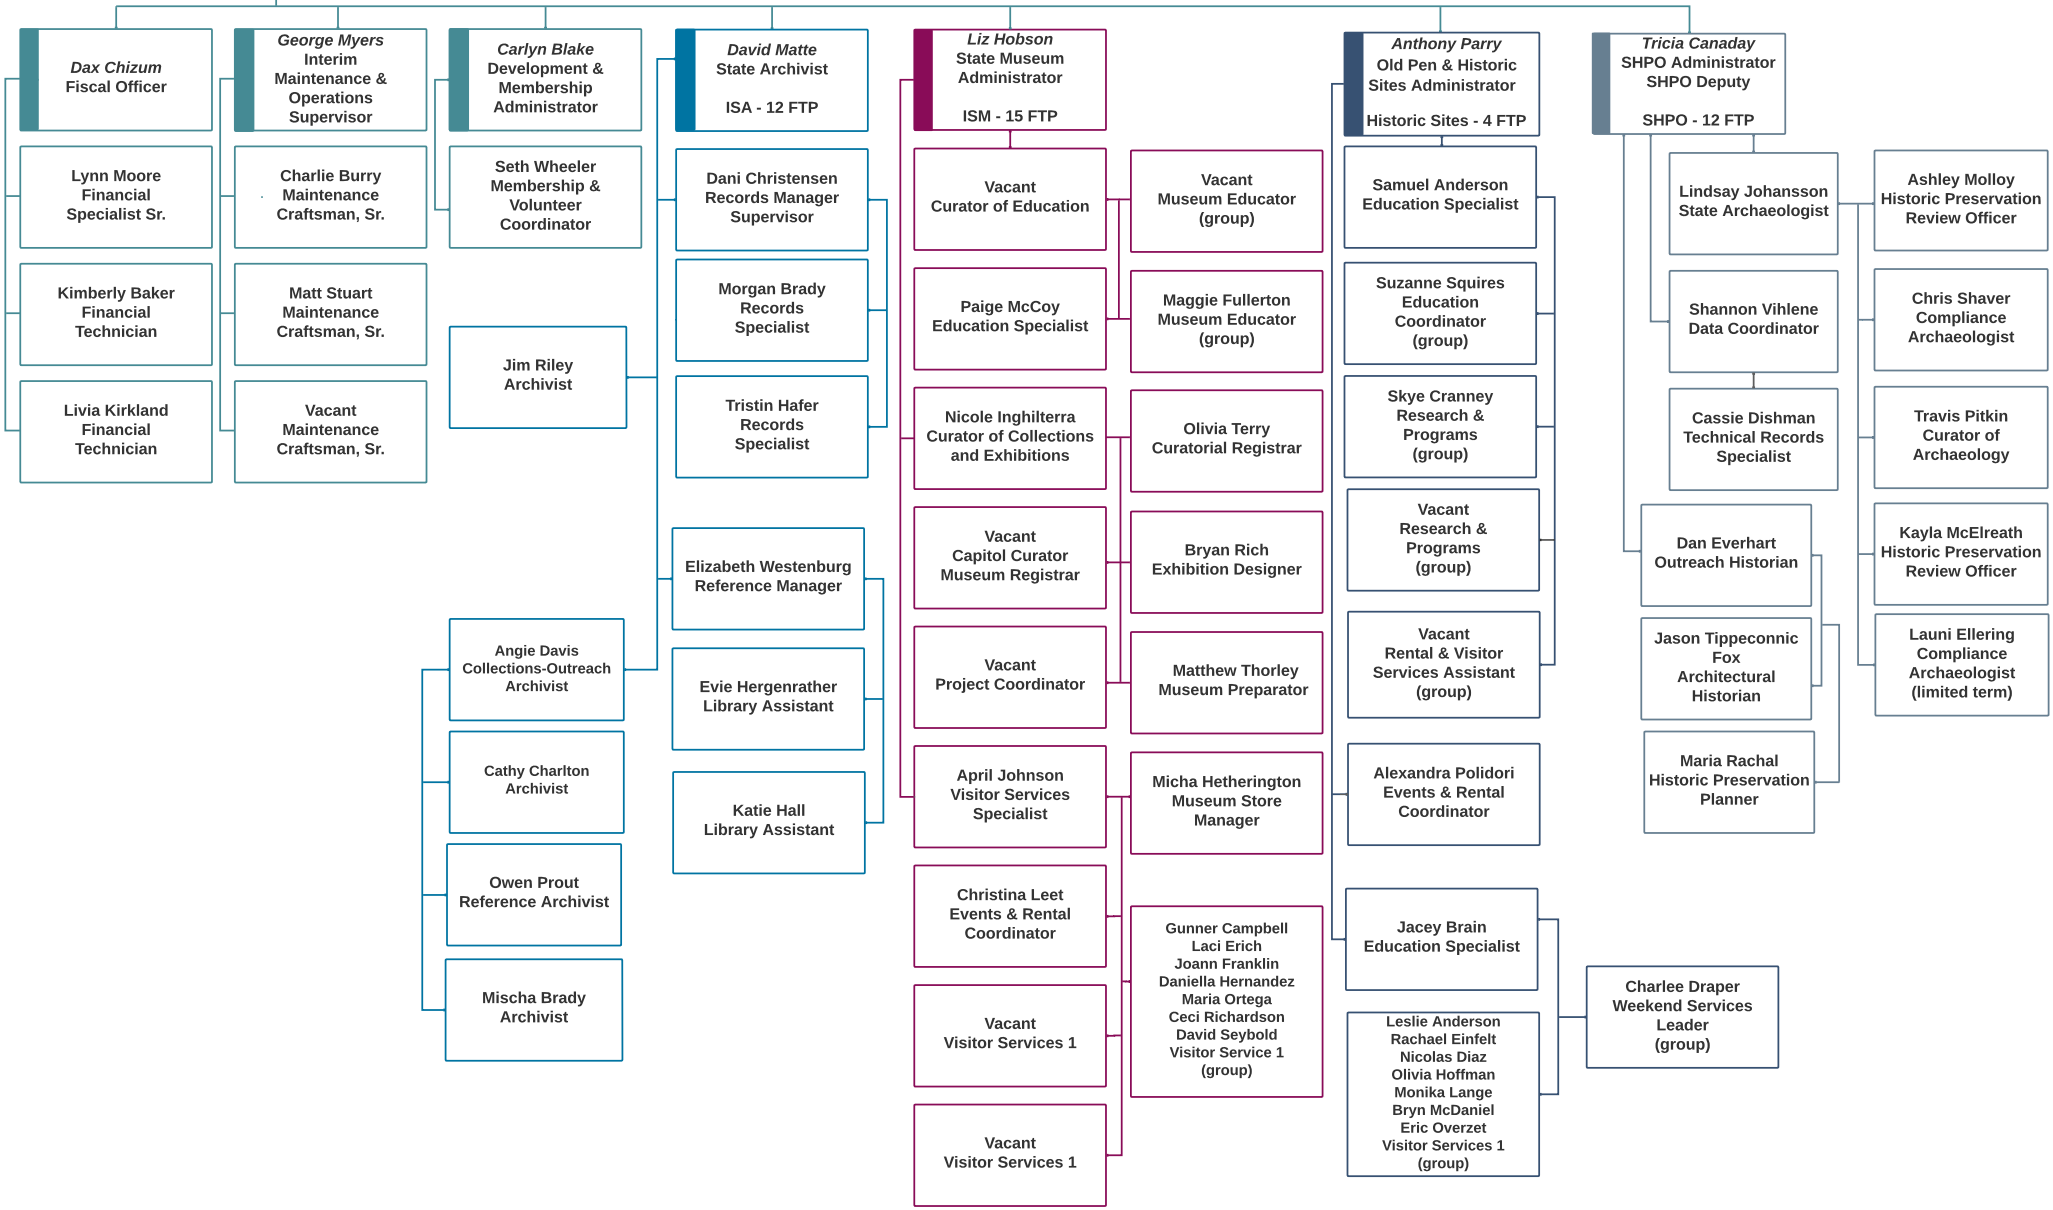 Dax Chizum
Fiscal Officer
Lynn Moore
Financial
Specialist Sr.
Kimberly Baker
Financial
Technician
Livia Kirkland
Financial
Technician
George Myers
Interim
Maintenance &
Operations
Supervisor
Charlie Burry
Maintenance
Craftsman, Sr.
Matt Stuart
Maintenance
Craftsman, Sr.
Vacant
Maintenance
Craftsman, Sr.
Carlyn Blake
Development &
Membership
Administrator
Seth Wheeler
Membership &
Volunteer
Coordinator
David Matte
State Archivist
ISA - 12 FTP
Dani Christensen
Records Manager
Supervisor
Morgan Brady
Records
Specialist
Tristin Hafer
Records
Specialist
Jim Riley
Archivist
Elizabeth Westenburg
Reference Manager
Evie Hergenrather
Library Assistant
Katie Hall
Library Assistant
Angie Davis
Collections-Outreach
Archivist
Cathy Charlton
Archivist
Owen Prout
Reference Archivist
Mischa Brady
Archivist
Liz Hobson
State Museum
Administrator
ISM - 15 FTP
Vacant
Curator of Education
Vacant
Museum Educator
(group)
Paige McCoy
Education Specialist
Maggie Fullerton
Museum Educator
(group)
Nicole Inghilterra
Curator of Collections
and Exhibitions
Olivia Terry
Curatorial Registrar
Vacant
Capitol Curator
Museum Registrar
Bryan Rich
Exhibition Designer
Vacant
Project Coordinator
Matthew Thorley
Museum Preparator
April Johnson
Visitor Services
Specialist
Micha Hetherington
Museum Store
Manager
Christina Leet
Events & Rental
Coordinator
Gunner Campbell
Laci Erich
Joann Franklin
Daniella Hernandez
Maria Ortega
Ceci Richardson
David Seybold
Visitor Service 1
(group)
Vacant
Visitor Services 1
Vacant
Visitor Services 1
Anthony Parry
Old Pen & Historic
Sites Administrator
Historic Sites - 4 FTP
Samuel Anderson
Education Specialist
Suzanne Squires
Education
Coordinator
(group)
Skye Cranney
Research &
Programs
(group)
Vacant
Research &
Programs
(group)
Vacant
Rental & Visitor
Services Assistant
(group)
Alexandra Polidori
Events & Rental
Coordinator
Jacey Brain
Education Specialist
Leslie Anderson
Rachael Einfelt
Nicolas Diaz
Olivia Hoffman
Monika Lange
Bryn McDaniel
Eric Overzet
Visitor Services 1
(group)
Charlee Draper
Weekend Services
Leader
(group)
Tricia Canaday
SHPO Administrator
SHPO Deputy
SHPO - 12 FTP
Lindsay Johansson
State Archaeologist
Shannon Vihlene
Data Coordinator
Cassie Dishman
Technical Records
Specialist
Dan Everhart
Outreach Historian
Jason Tippeconnic
Fox
Architectural
Historian
Maria Rachal
Historic Preservation
Planner
Ashley Molloy
Historic Preservation
Review Officer
Chris Shaver
Compliance
Archaeologist
Travis Pitkin
Curator of
Archaeology
Kayla McElreath
Historic Preservation
Review Officer
Launi Ellering
Compliance
Archaeologist
(limited term)